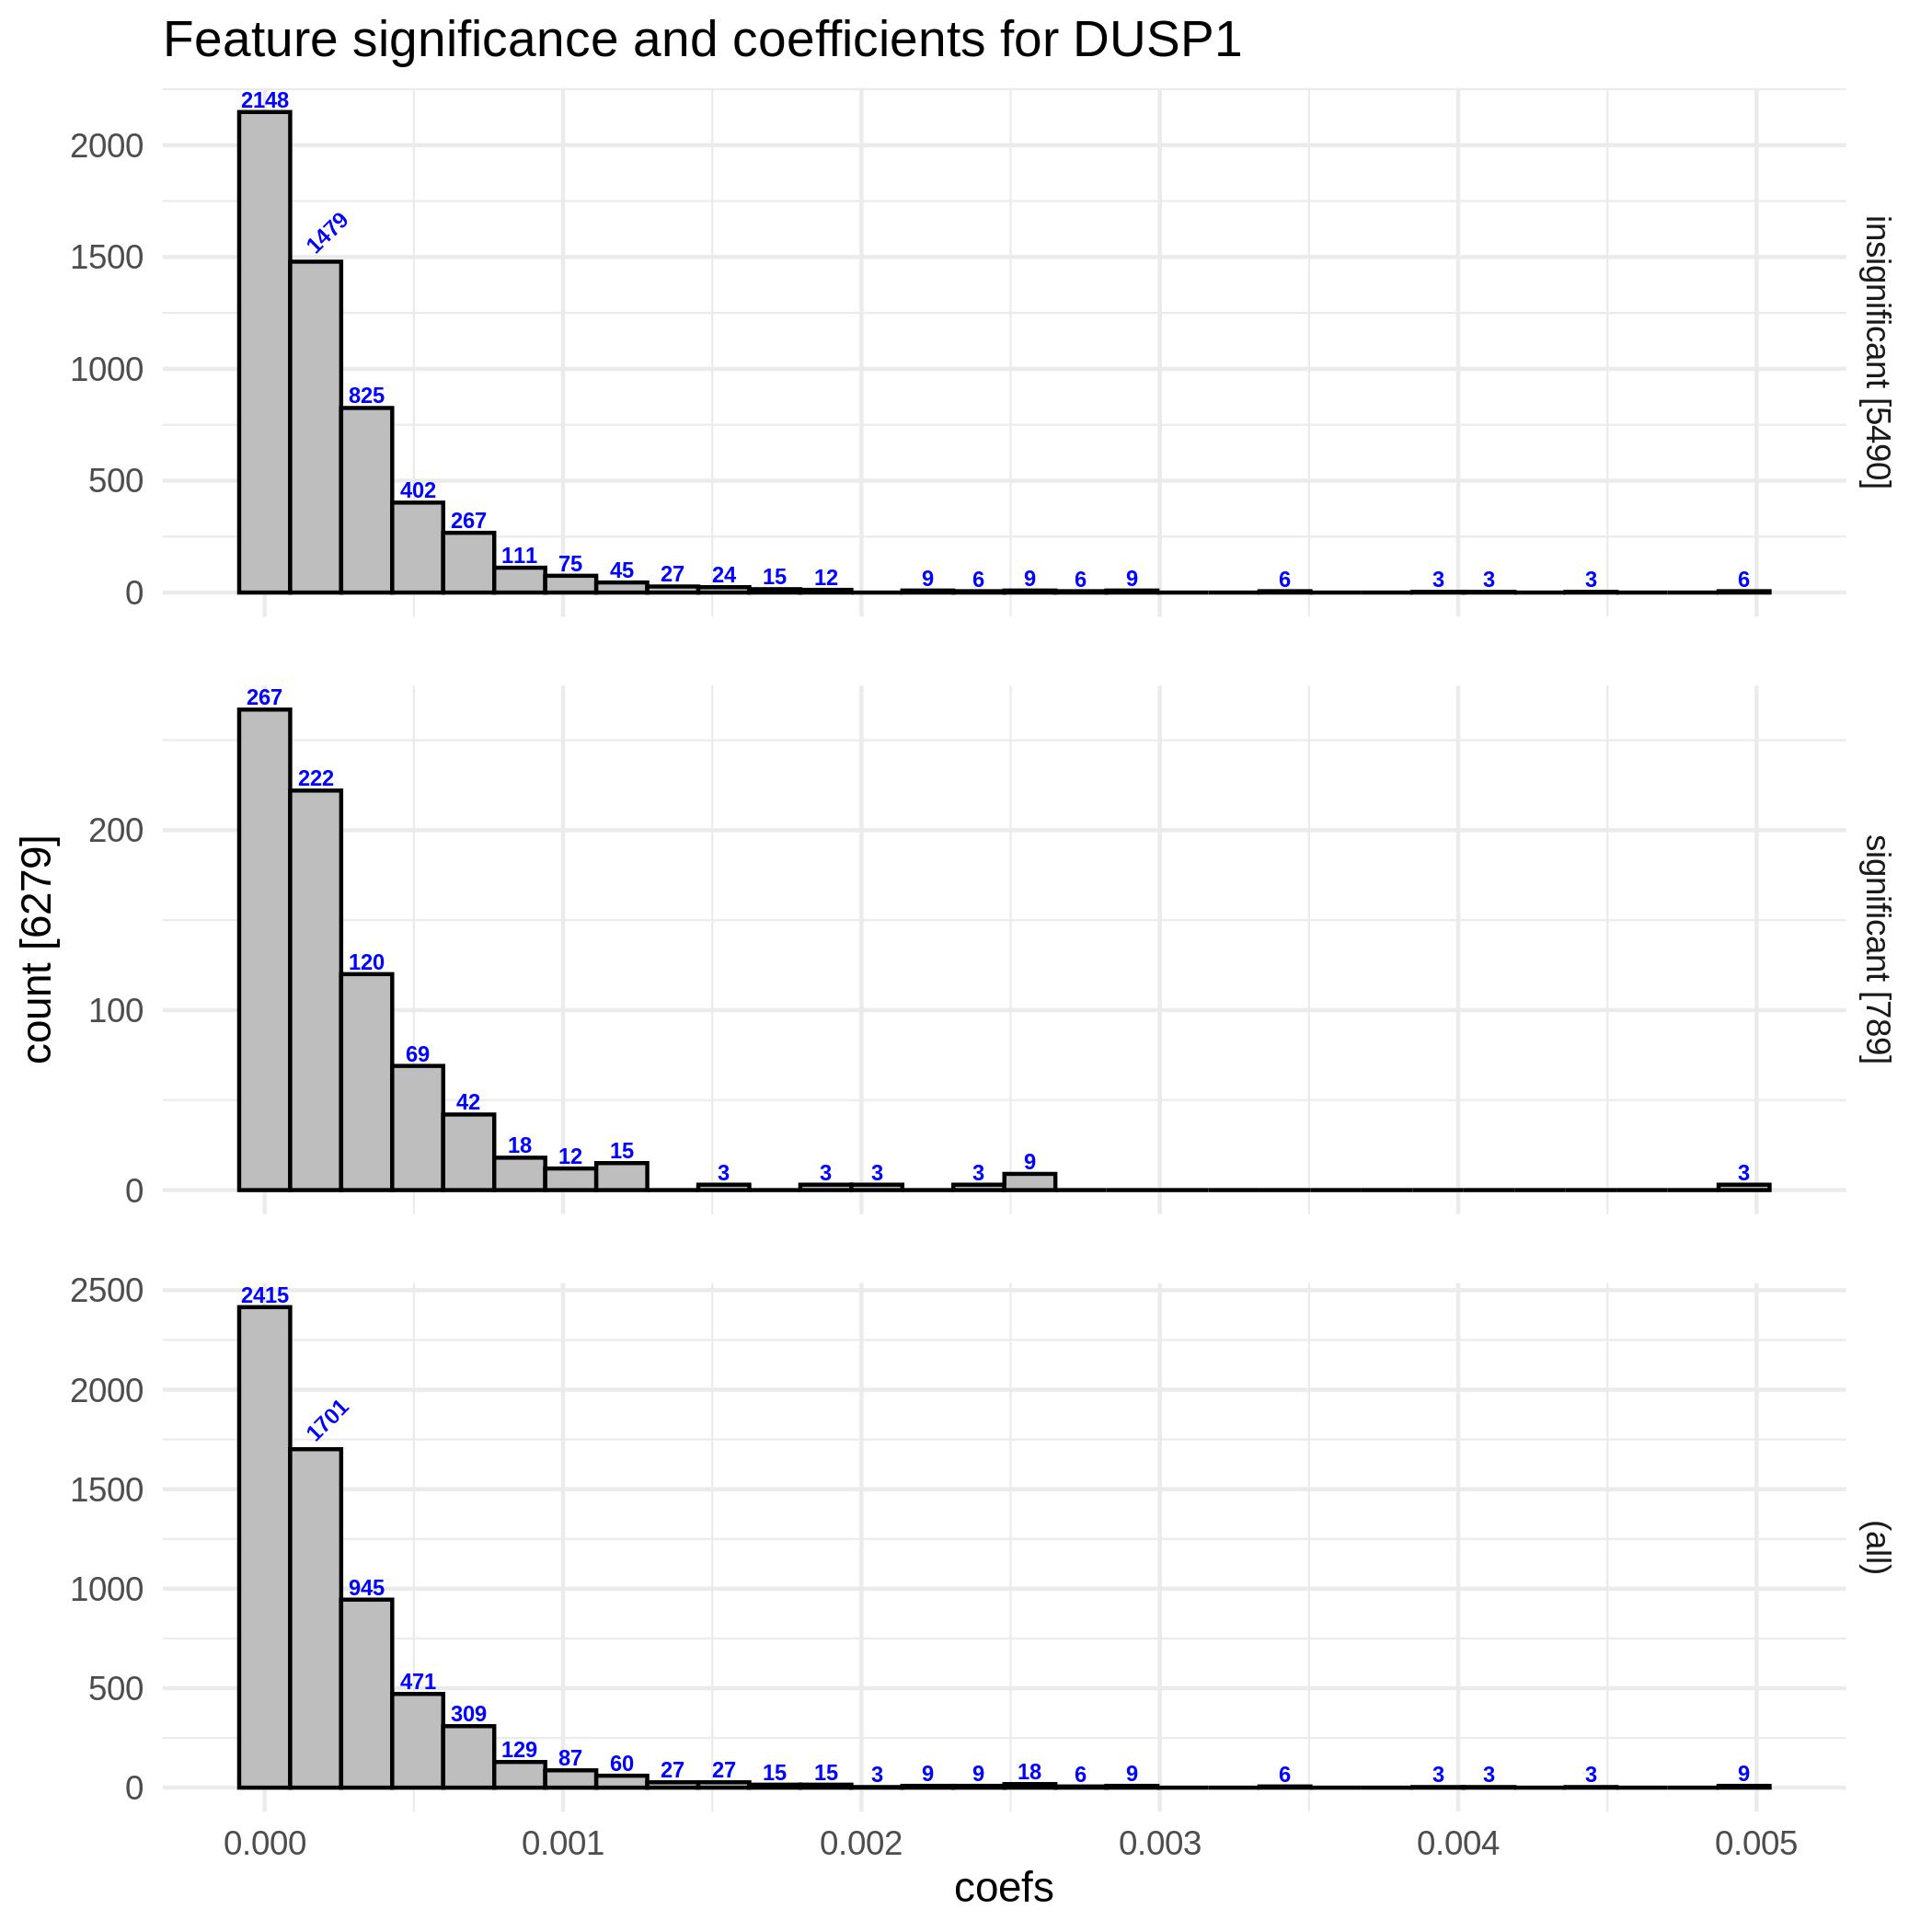 Feature significance and coefficients for DUSP1
2148
2000
1479
1500
1000
825
500
402
267
111 75 45 27 24 15 12 9 6 9 6 9 6 3 3 3 6
0
insignificant [5490]
267
222
200
120
100
69
42
18 12 15 3 3 3 3 9 3
0
significant [789]
count [6279]
2500
2415
2000
1701
1500
1000
945
500
471
309
129 87 60 27 27 15 15 3 9 9 18 6 9 6 3 3 3 9
0
(all)
0.000 0.001 0.002 0.003 0.004 0.005
coefs